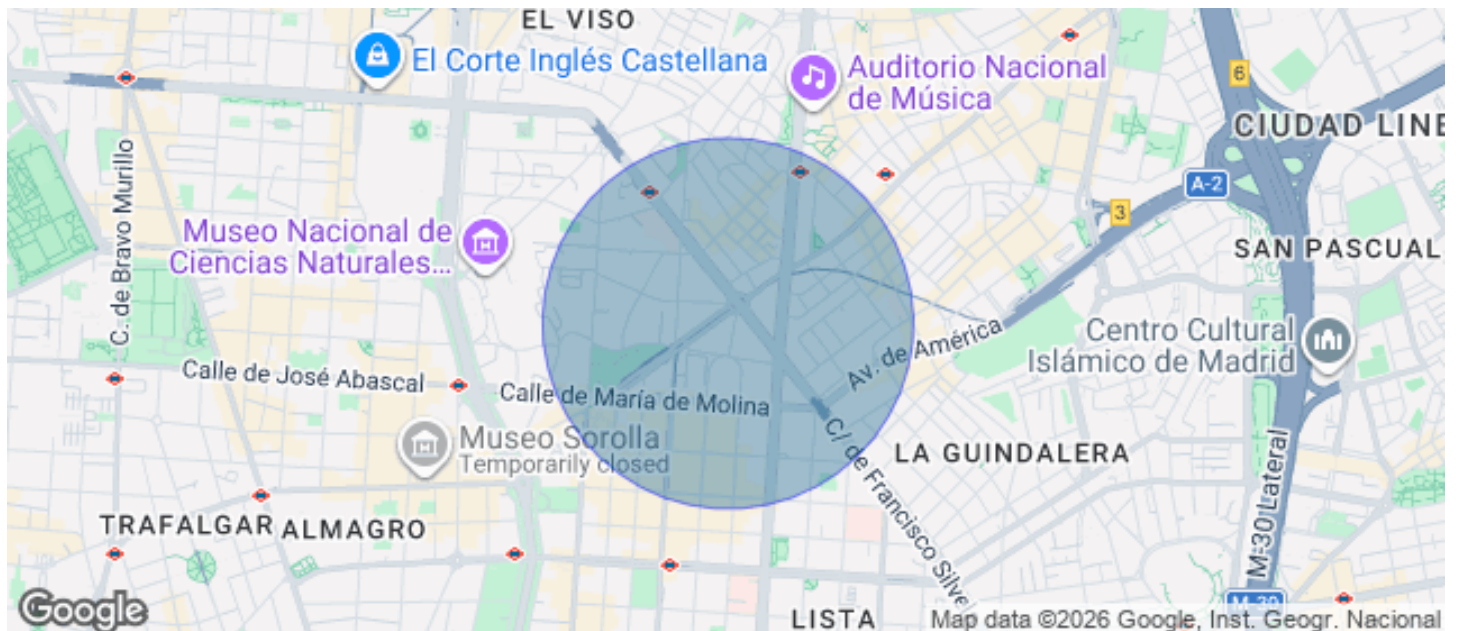 EL VISO
El Corte Inglés Castellana
Auditorio Nacional
de Música
6
CIUDAD LINE
C. de Bravo Murillo
A-2
3
Museo Nacional de
Ciencias Naturales...
SAN PASCUAL
Centro Cultural
Islámico de Madrid
Av. de América
Calle de José Abascal
Calle de María de Molina
Museo Sorolla
Temporarily closed
C/ de Francisco Silve
LA GUINDALERA
M-30 Lateral
TRAFALGAR
ALMAGRO
M-30
Google
LISTA
Map data ©2026 Google, Inst. Geogr. Nacional